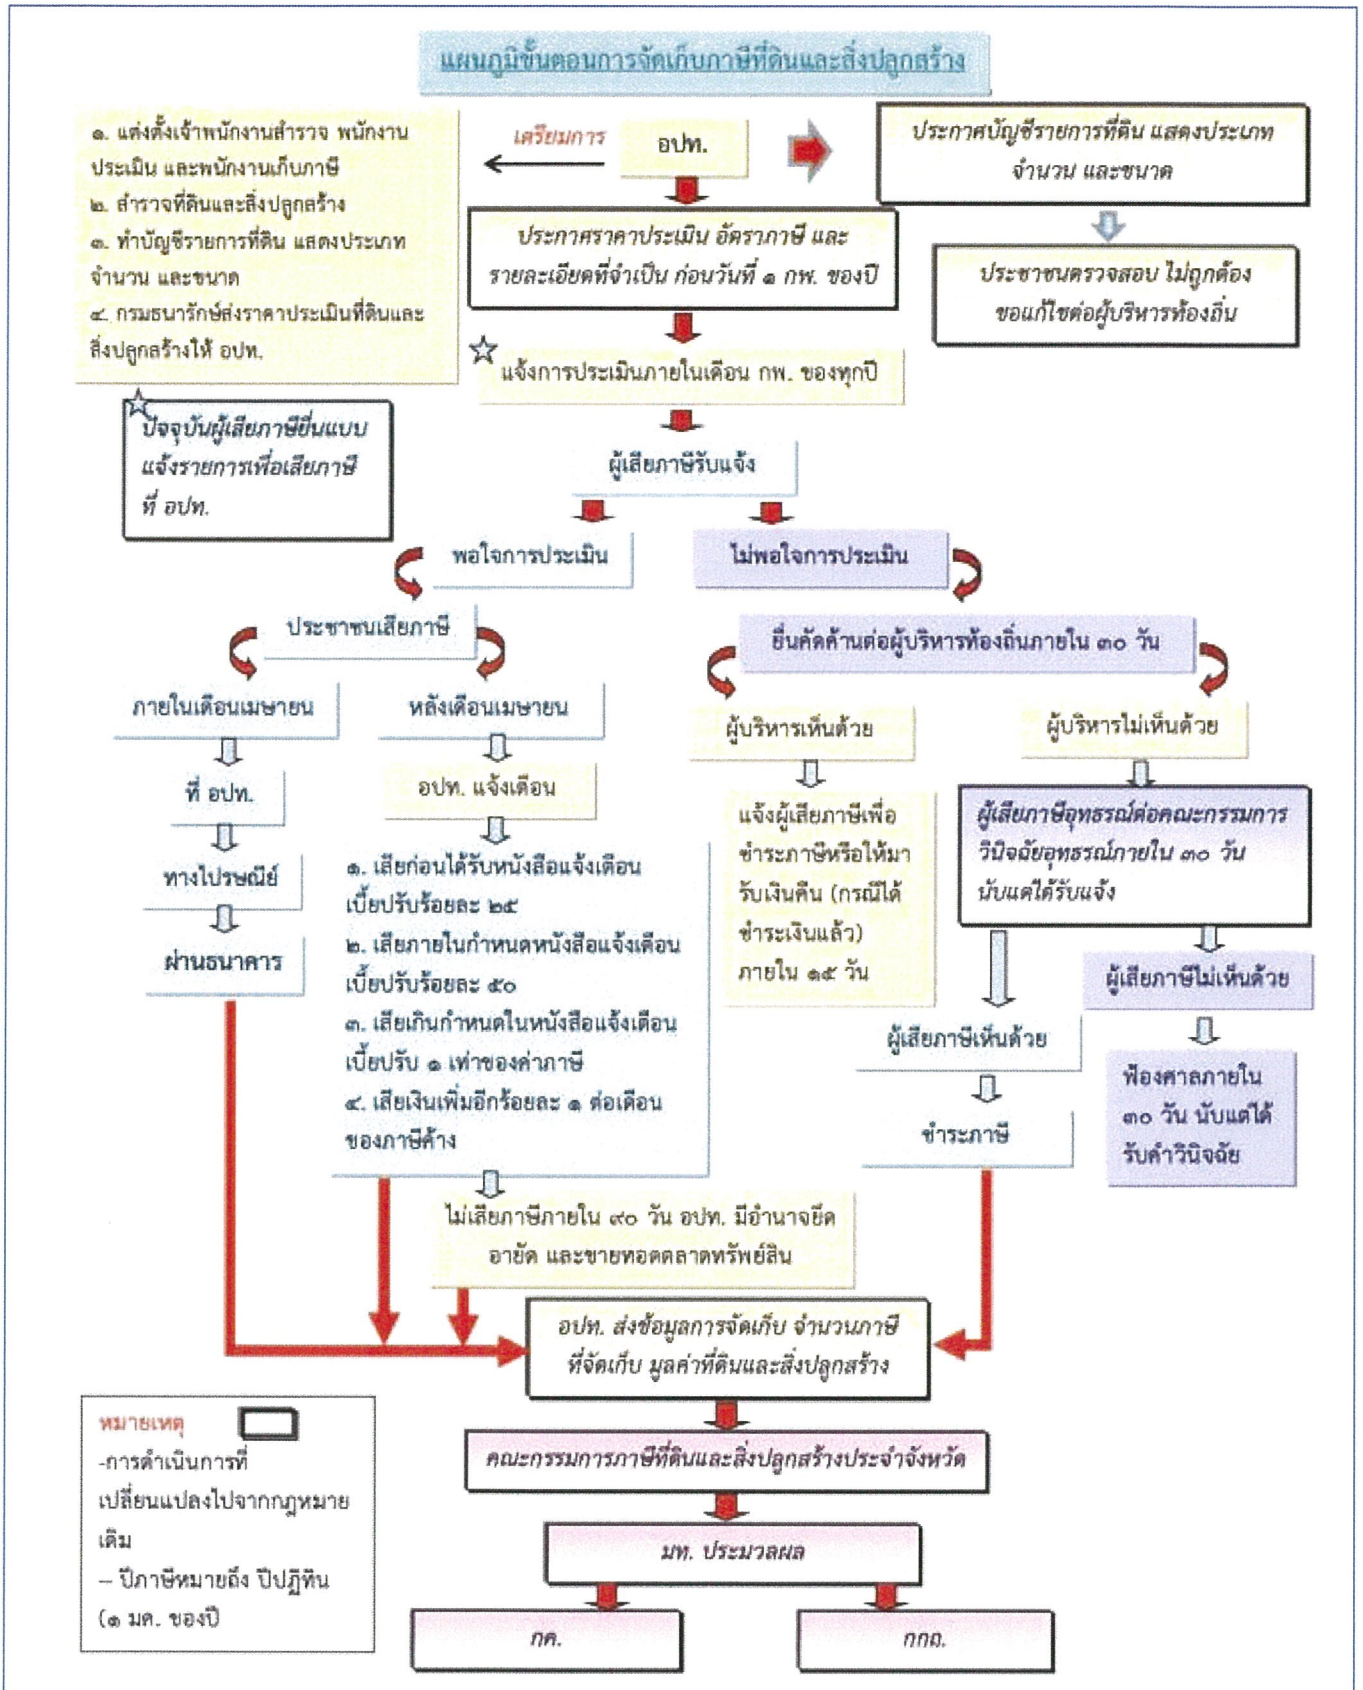 แผนภูมิขั้นตอนการจัดเก็บภาษีที่ดินและสิ่งปลูกสร้าง
๑. แต่งตั้งเจ้าพนักงานสำรวจ พนักงาน
ประเมิน และพนักงานเก็บภาษี
๒. สำรวจที่ดินและสิ่งปลูกสร้าง
๓. ทำบัญชีรายการที่ดิน แสดงประเภท
จำนวน และขนาด
๔. กรมธนารักษ์ส่งราคาประเมินที่ดินและ
สิ่งปลูกสร้างให้ อปท.
เตรียมการ
อปท.
ประกาศบัญชีรายการที่ดิน แสดงประเภท
จำนวน และขนาด
ประชาชนตรวจสอบ ไม่ถูกต้อง
ขอแก้ไขต่อผู้บริหารท้องถิ่น
ประกาศราคาประเมิน อัตราภาษี และ
รายละเอียดที่จำเป็น ก่อนวันที่ ๑ กพ. ของปี
แจ้งการประเมินภายในเดือน กพ. ของทุกปี
ปัจจุบันผู้เสียภาษียื่นแบบ
แจ้งรายการเพื่อเสียภาษี
ที่ อปท.
ผู้เสียภาษีรับแจ้ง
พอใจการประเมิน
ไม่พอใจการประเมิน
ประชาชนเสียภาษี
ยื่นคัดค้านต่อผู้บริหารท้องถิ่นภายใน ๓๐ วัน
ภายในเดือนเมษายน
หลังเดือนเมษายน
ผู้บริหารเห็นด้วย
ผู้บริหารไม่เห็นด้วย
ที่ อปท.
ทางไปรษณีย์
ผ่านธนาคาร
อปท. แจ้งเตือน
๑. เสียก่อนได้รับหนังสือแจ้งเตือน
เบี้ยปรับร้อยละ ๒๕
๒. เสียภายในกำหนดหนังสือแจ้งเตือน
เบี้ยปรับร้อยละ ๕๐
๓. เสียเกินกำหนดในหนังสือแจ้งเตือน
เบี้ยปรับ ๑ เท่าของค่าภาษี
๔. เสียเงินเพิ่มอีกร้อยละ ๑ ต่อเดือน
ของภาษีค้าง
แจ้งผู้เสียภาษีเพื่อ
ชำระภาษีหรือให้มา
รับเงินคืน (กรณีได้
ชำระเงินแล้ว)
ภายใน ๑๕ วัน
ผู้เสียภาษีอุทธรณ์ต่อคณะกรรมการ
วินิจฉัยอุทธรณ์ภายใน ๓๐ วัน
นับแต่ได้รับแจ้ง
ผู้เสียภาษีเห็นด้วย
ชำระภาษี
ผู้เสียภาษีไม่เห็นด้วย
ฟ้องศาลภายใน
๓๐ วัน นับแต่ได้
รับคำวินิจฉัย
ไม่เสียภาษีภายใน ๙๐ วัน อปท. มีอำนาจยึด
อายัด และขายทอดตลาดทรัพย์สิน
อปท. ส่งข้อมูลการจัดเก็บ จำนวนภาษี
ที่จัดเก็บ มูลค่าที่ดินและสิ่งปลูกสร้าง
คณะกรรมการภาษีที่ดินและสิ่งปลูกสร้างประจำจังหวัด
มท. ประมวลผล
กค.
กกถ.
หมายเหตุ
-การดำเนินการที่
เปลี่ยนแปลงไปจากกฎหมาย
เดิม
– ปีภาษีหมายถึง ปีปฏิทิน
(๑ มค. ของปี